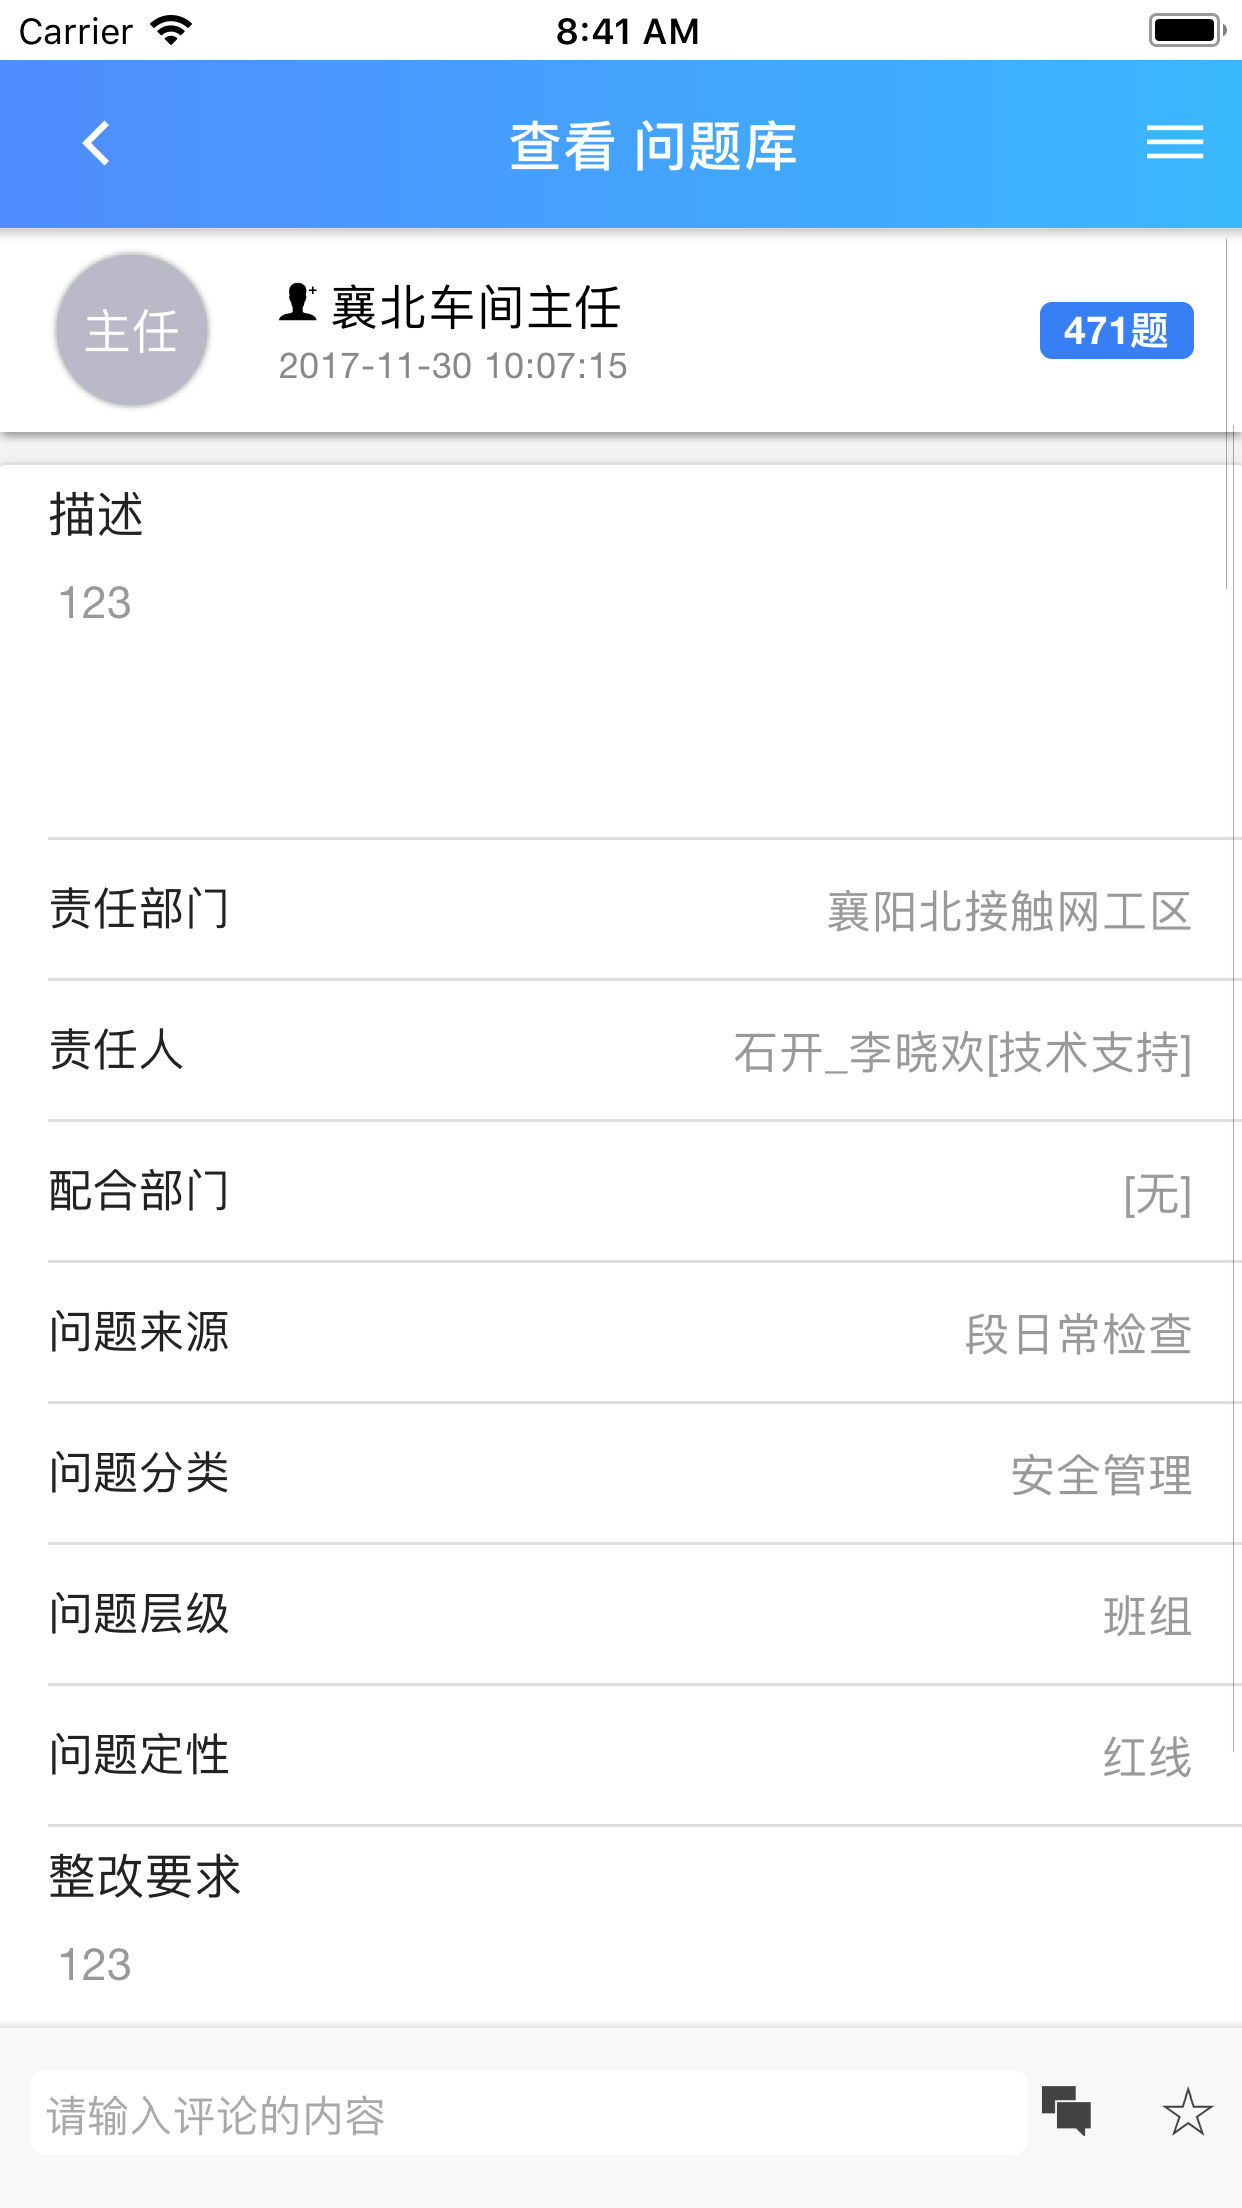 Carrier 8:41 AM
查看 问题库
主任
襄北车间主任
2017-11-30 10:07:15
471题
描述
123
责任部门 襄阳北接触网工区
责任人 石开_李晓欢[技术支持]
配合部门 [无]
问题来源 段日常检查
问题分类 安全管理
问题层级 班组
问题定性 红线
整改要求
123
请输入评论的内容